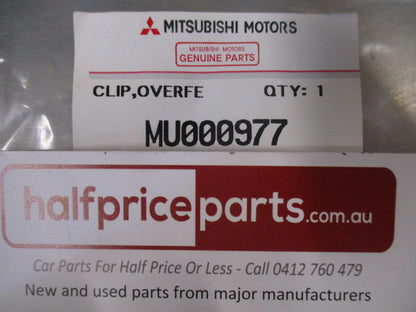 MITSUBISHI MOTORS
MITSUBISHI MOTORS
GENUINE PARTS
CLIP,OVERFE QTY: 1
MU000977
halfpriceparts.com.au
Car Parts For Half Price Or Less - Call 0412 760 479
New and used parts from major manufacturers